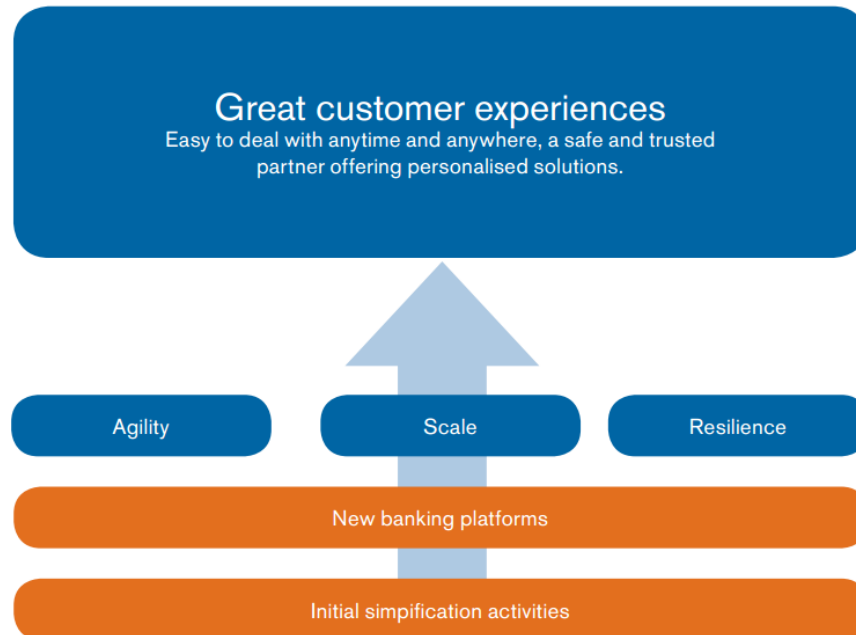 Great customer experiences
Easy to deal with anytime and anywhere, a safe and trusted
partner offering personalised solutions.
Agility
Scale
Resilience
New banking platforms
Initial simpification activities